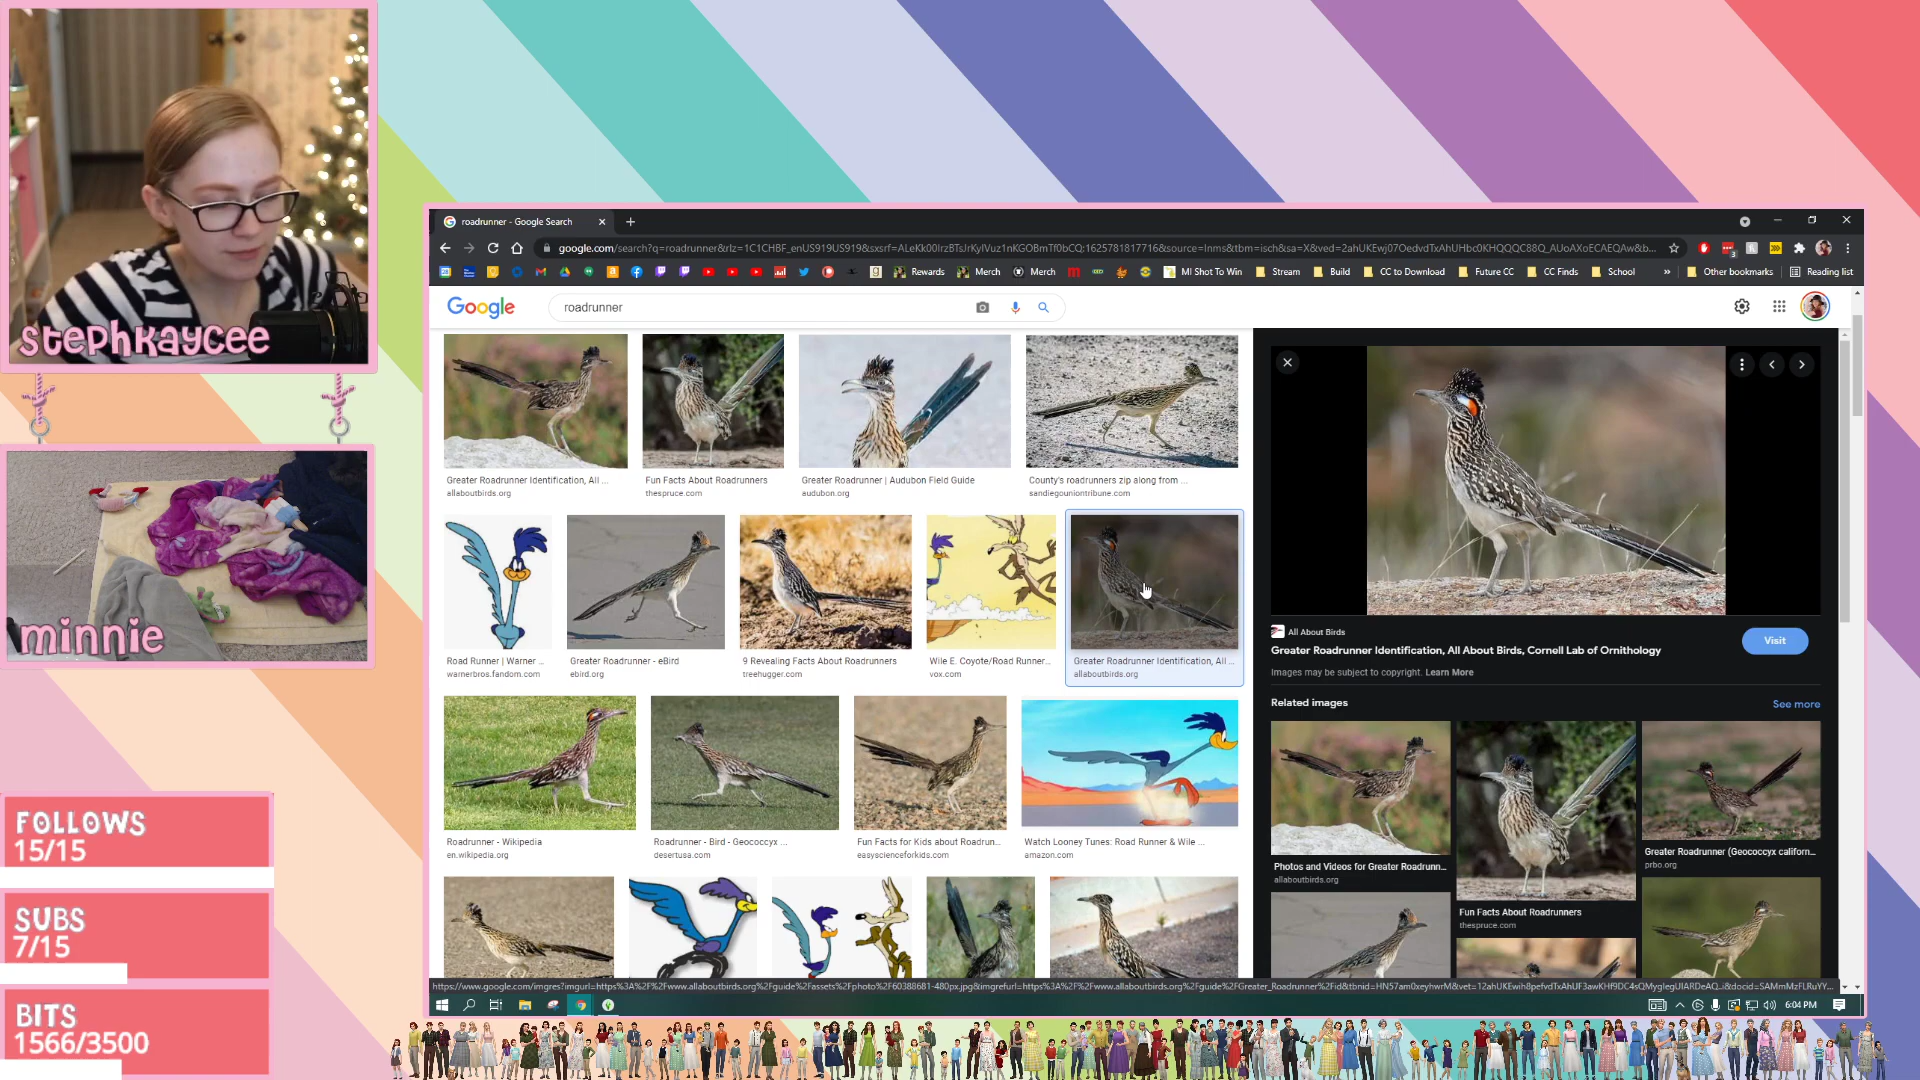 stephkaycee
minnie
FOLLOWS
15/15
SUBS
7/15
BITS
1566/3500
roadrunner - Google Search
Rewards
Merch
Merch
MI Shot To Win
Stream
Build
CC to Download
Future CC
CC Finds
School
Other bookmarks
Reading list
Google
roadrunner
Greater Roadrunner Identification, All ...
allaboutbirds.org
Fun Facts About Roadrunners
thespruce.com
Greater Roadrunner | Audubon Field Guide
audubon.org
County's roadrunners zip along from ...
sandiegouniontribune.com
Road Runner | Warner ...
warnerbros.fandom.com
Greater Roadrunner - eBird
ebird.org
9 Revealing Facts About Roadrunners
treehugger.com
Wile E. Coyote/Road Runner...
vox.com
Greater Roadrunner Identification, All ...
allaboutbirds.org
Roadrunner - Wikipedia
en.wikipedia.org
Roadrunner - Bird - Geococcyx ...
desertusa.com
Fun Facts for Kids about Roadrun...
easyscienceforkids.com
Watch Looney Tunes: Road Runner & Wile ...
amazon.com
All About Birds
Visit
Greater Roadrunner Identification, All About Birds, Cornell Lab of Ornithology
Images may be subject to copyright. Learn More
Related images
See more
Photos and Videos for Greater Roadrunn...
allaboutbirds.org
Fun Facts About Roadrunners
thespruce.com
Greater Roadrunner (Geococcyx californ...
prbo.org
6:04 PM